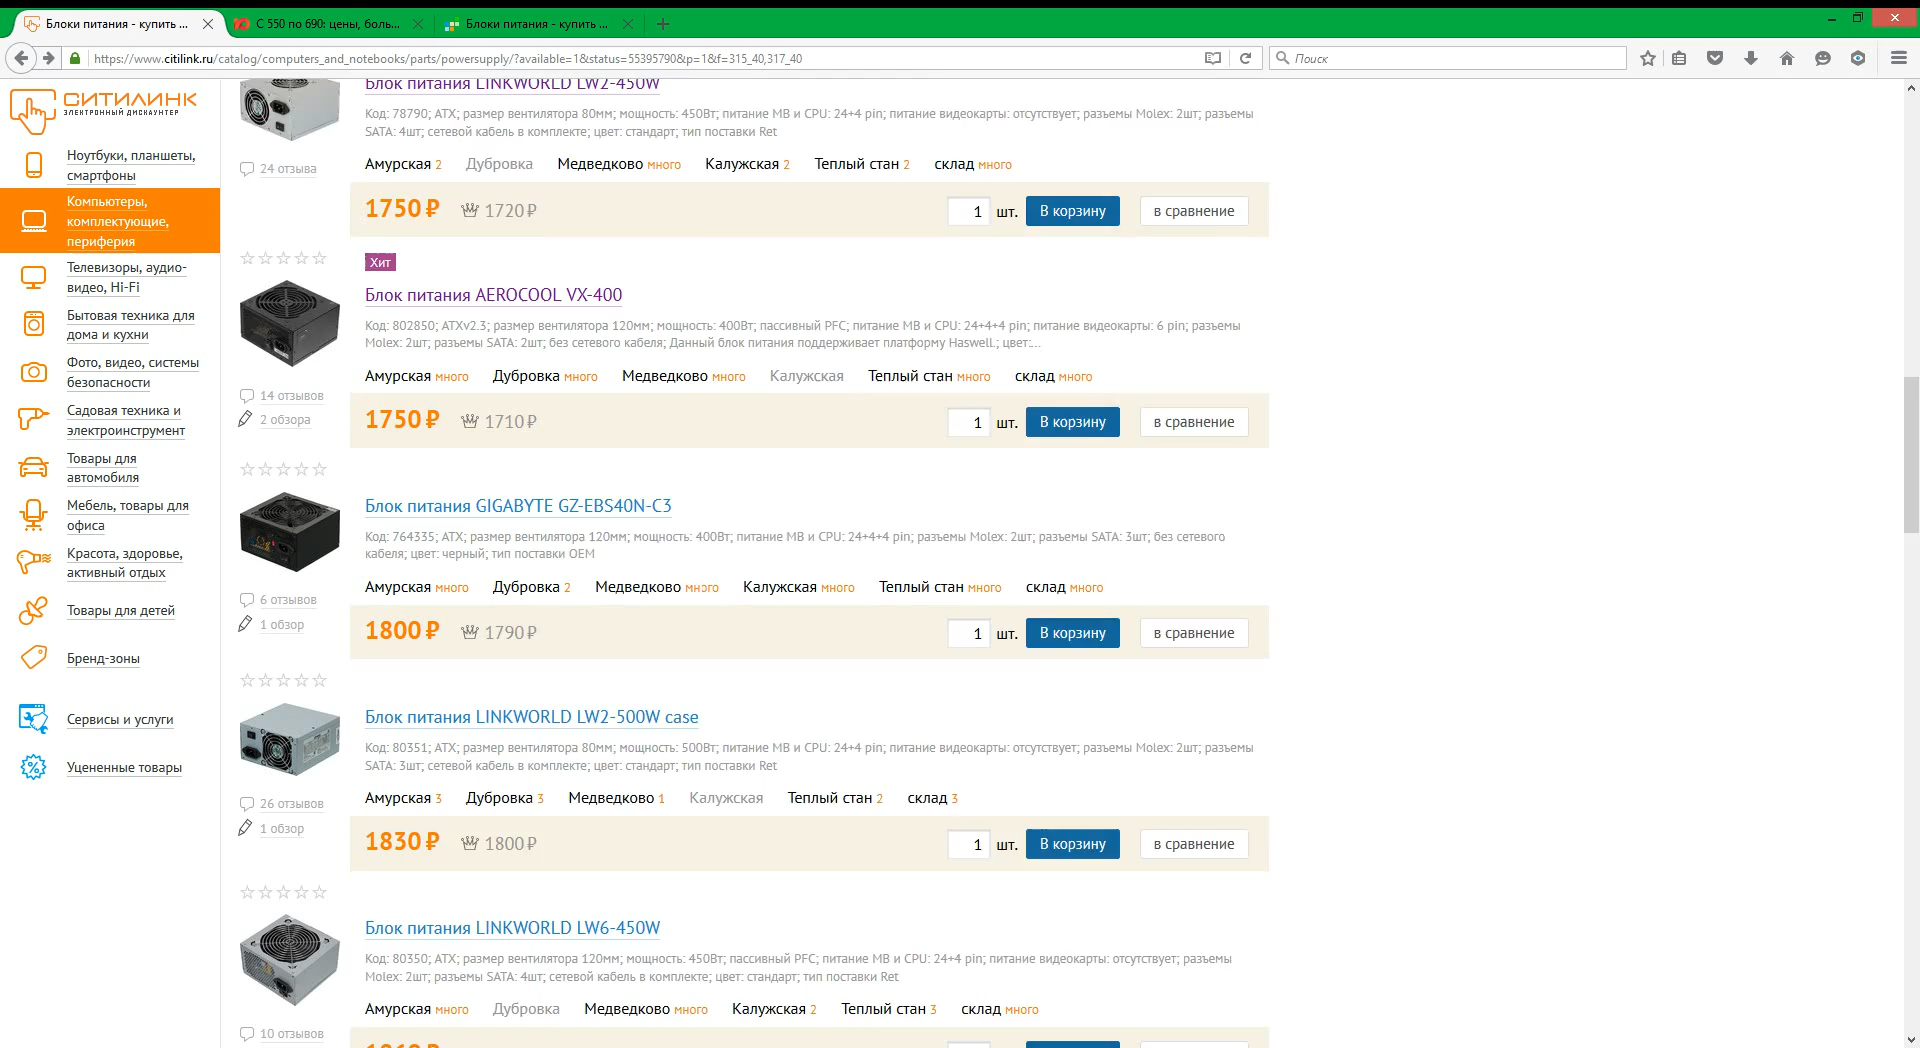 Блоки питания - купить ...
С 550 по 690: цены, боль...
Блоки питания - купить ...
https://www.citilink.ru/catalog/computers_and_notebooks/parts/powersupply/?available=1&status=55395790&p=1&f=315_40,317_40
Поиск
СИТИЛИНК
ЭЛЕКТРОННЫЙ ДИСКАУНТЕР
Ноутбуки, планшеты,
смартфоны
Компьютеры,
комплектующие,
периферия
Телевизоры, аудио-
видео, Hi-Fi
Бытовая техника для
дома и кухни
Фото, видео, системы
безопасности
Садовая техника и
электроинструмент
Товары для
автомобиля
Мебель, товары для
офиса
Красота, здоровье,
активный отдых
Товары для детей
Бренд-зоны
Сервисы и услуги
Уцененные товары
Блок питания LINKWORLD LW2-450W
Код: 78790; ATX; размер вентилятора 80мм; мощность: 450Вт; питание MB и CPU: 24+4 pin; питание видеокарты: отсутствует; разъемы Molex: 2шт; разъемы
SATA: 4шт; сетевой кабель в комплекте; цвет: стандарт; тип поставки Ret
24 отзыва
Амурская 2 Дубровка Медведково много Калужская 2 Теплый стан 2 склад много
1750 ₽ 1720 ₽ 1 шт. В корзину в сравнение
Хит
Блок питания AEROCOOL VX-400
Код: 802850; ATXv2.3; размер вентилятора 120мм; мощность: 400Вт; пассивный PFC; питание MB и CPU: 24+4+4 pin; питание видеокарты: 6 pin; разъемы
Molex: 2шт; разъемы SATA: 2шт; без сетевого кабеля; Данный блок питания поддерживает платформу Haswell.; цвет:...
Амурская много Дубровка много Медведково много Калужская Теплый стан много склад много
14 отзывов
2 обзора
1750 ₽ 1710 ₽ 1 шт. В корзину в сравнение
Блок питания GIGABYTE GZ-EBS40N-C3
Код: 764335; ATX; размер вентилятора 120мм; мощность: 400Вт; питание MB и CPU: 24+4+4 pin; разъемы Molex: 2шт; разъемы SATA: 3шт; без сетевого
кабеля; цвет: черный; тип поставки OEM
Амурская много Дубровка 2 Медведково много Калужская много Теплый стан много склад много
6 отзывов
1 обзор
1800 ₽ 1790 ₽ 1 шт. В корзину в сравнение
Блок питания LINKWORLD LW2-500W case
Код: 80351; ATX; размер вентилятора 80мм; мощность: 500Вт; питание MB и CPU: 24+4 pin; питание видеокарты: отсутствует; разъемы Molex: 2шт; разъемы
SATA: 3шт; сетевой кабель в комплекте; цвет: стандарт; тип поставки Ret
Амурская 3 Дубровка 3 Медведково 1 Калужская Теплый стан 2 склад 3
26 отзывов
1 обзор
1830 ₽ 1800 ₽ 1 шт. В корзину в сравнение
Блок питания LINKWORLD LW6-450W
Код: 80350; ATX; размер вентилятора 120мм; мощность: 450Вт; пассивный PFC; питание MB и CPU: 24+4 pin; питание видеокарты: отсутствует; разъемы
Molex: 2шт; разъемы SATA: 4шт; сетевой кабель в комплекте; цвет: стандарт; тип поставки Ret
Амурская много Дубровка Медведково много Калужская 2 Теплый стан 3 склад много
10 отзывов